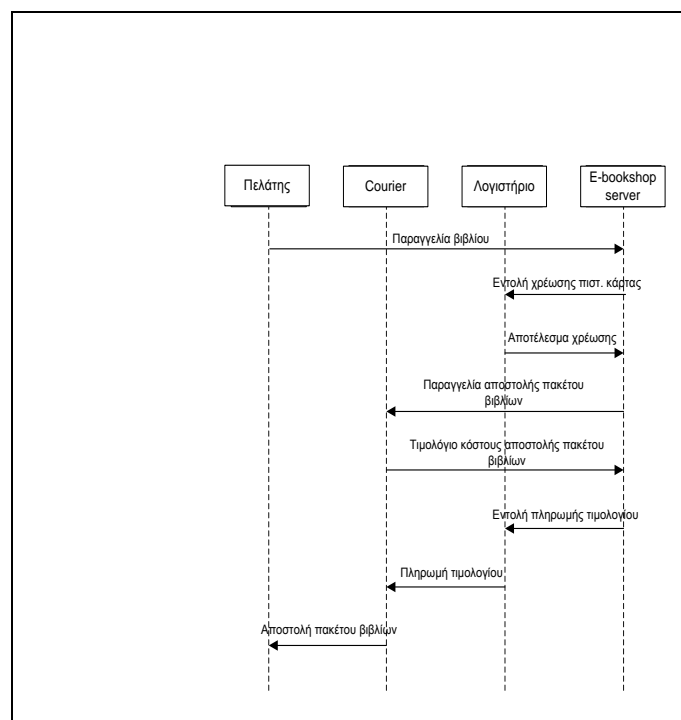 Πελάτης
Courier
Λογιστήριο
E-bookshop
server
Παραγγελία βιβλίου
Εντολή χρέωσης πιστ. κάρτας
Αποτέλεσμα χρέωσης
Παραγγελία αποστολής πακέτου
βιβλίων
Τιμολόγιο κόστους αποστολής πακέτου
βιβλίων
Εντολή πληρωμής τιμολογίου
Πληρωμή τιμολογίου
Αποστολή πακέτου βιβλίων